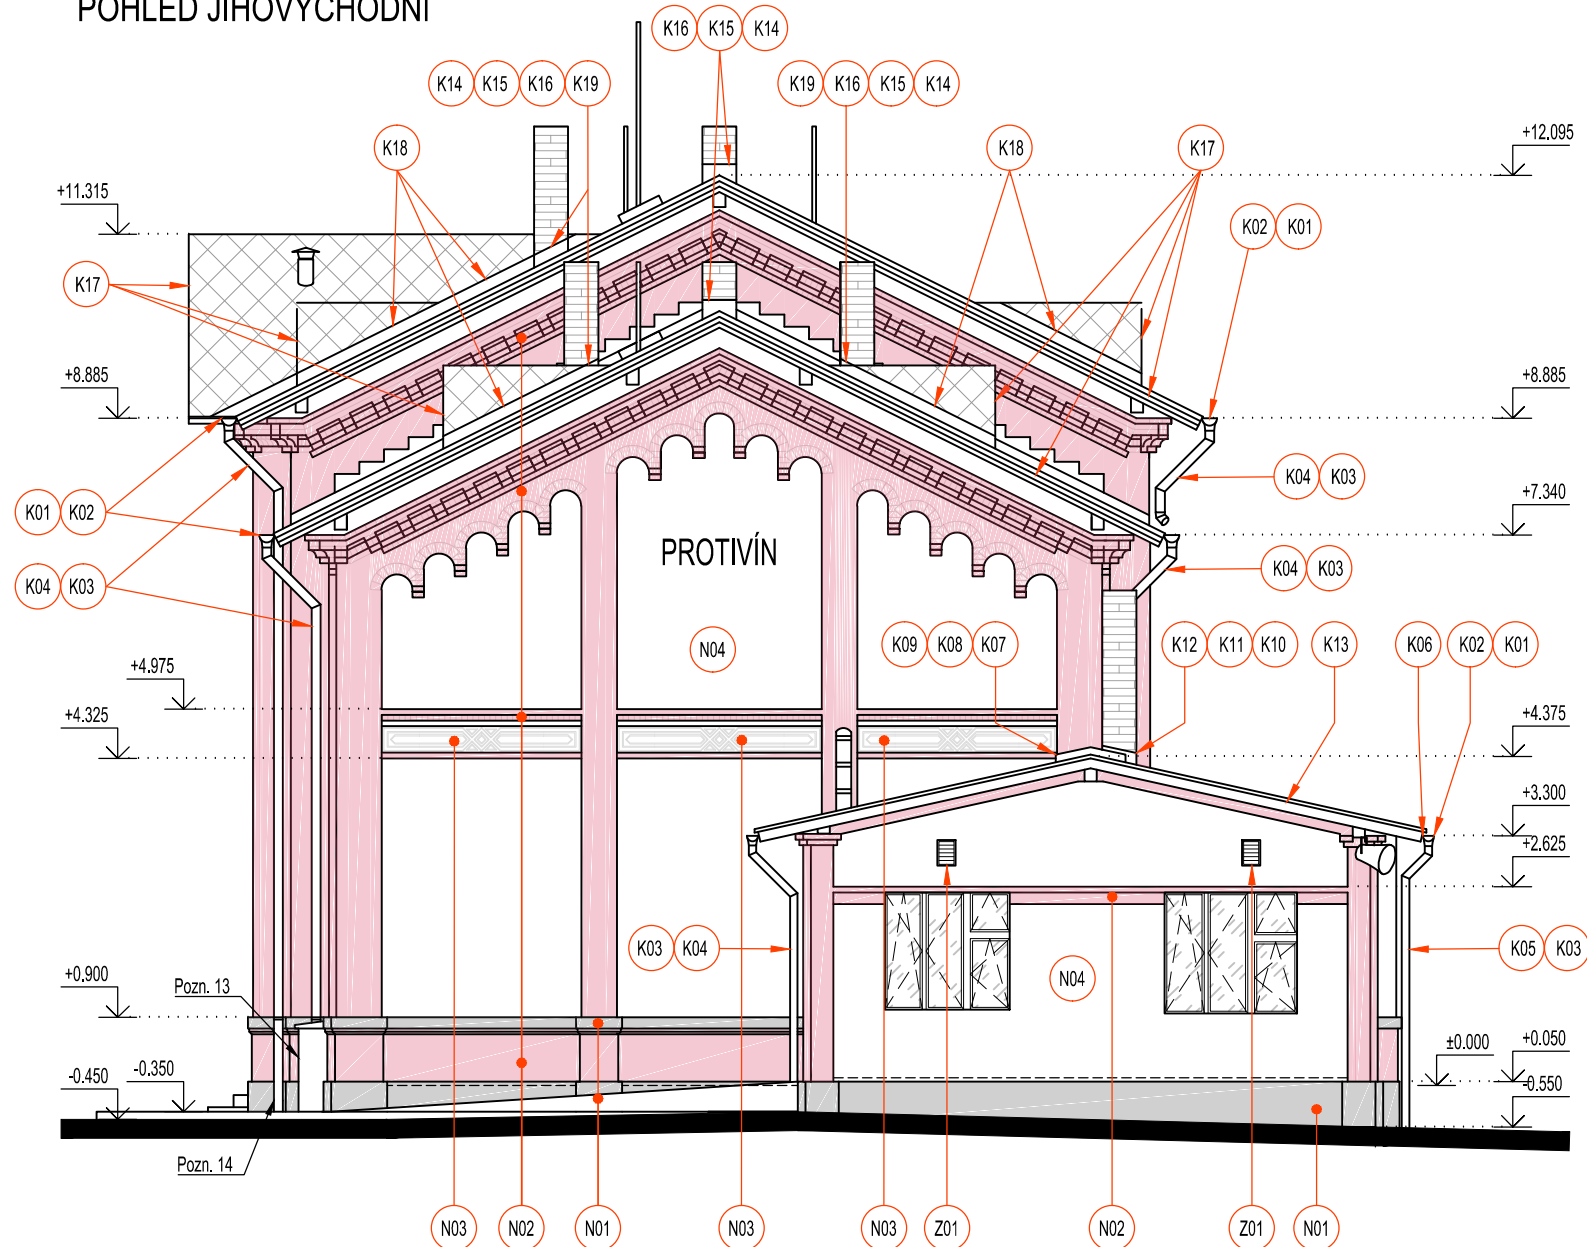 POHLED JIHOVÝCHODNÍ
K16 K15 K14
K14 K15 K16 K19
K19 K16 K15 K14
K18
K18
K17
+12.095
+11.315
K02 K01
K17
+8.885
+8.885
K04 K03
K01 K02
+7.340
PROTIVÍN
K04 K03
K04 K03
N04
K09 K08 K07
K12 K11 K10
K13
K06
K02 K01
+4.975
+4.325
+4.375
+3.300
+2.625
K03 K04
K05 K03
N04
+0,900
Pozn. 13
±0.000
+0.050
-0.450
-0.350
-0.550
Pozn. 14
N03
N02
N01
N03
N03
Z01
N02
Z01
N01